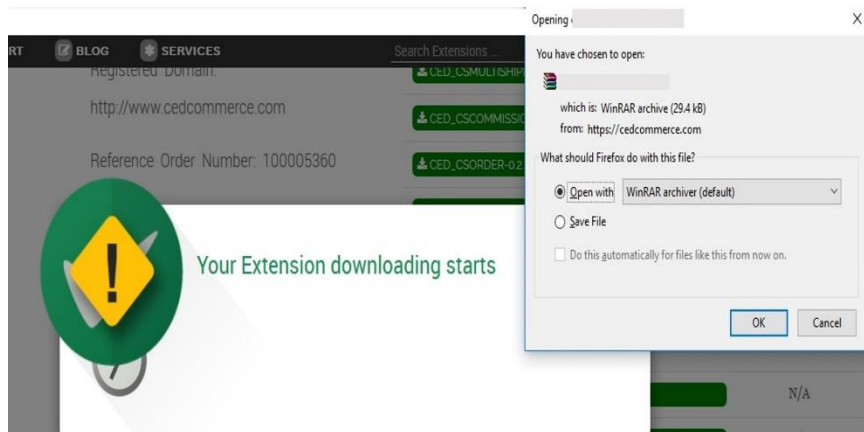 RT BLOG SERVICES Search Extensions ...
Registered Domain:
http://www.cedcommerce.com
Reference Order Number: 100005360
CED_CSMULTISHIP
CED_CSCOMMISSIO
CED_CSORDER-0.2
Your Extension downloading starts
N/A
Opening
X
You have chosen to open:
which is: WinRAR archive (29.4 kB)
from: https://cedcommerce.com
What should Firefox do with this file?
Open with WinRAR archiver (default)
Save File
Do this automatically for files like this from now on.
OK Cancel